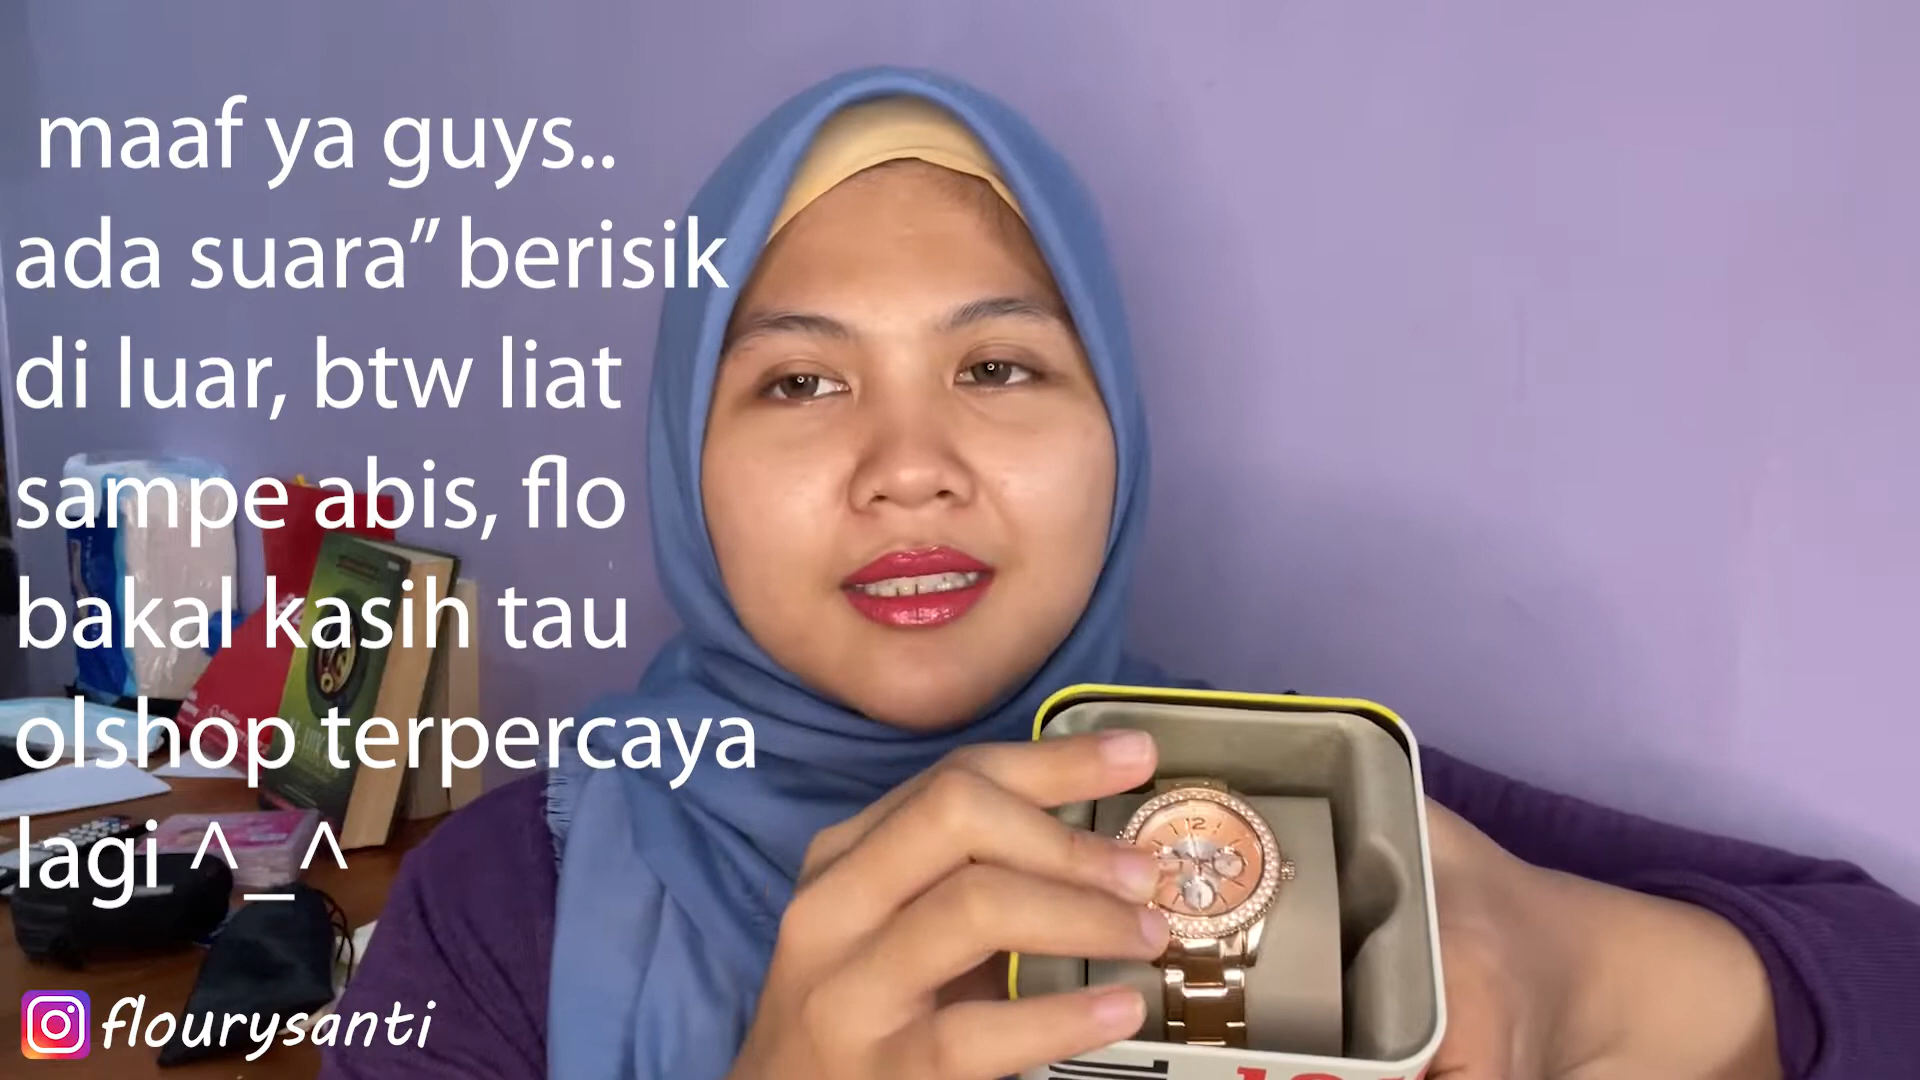 maaf ya guys..
ada suara” berisik
di luar, btw liat
sampe abis, flo
bakal kasih tau
olshop terpercaya
lagi ^_^
flourysanti
12